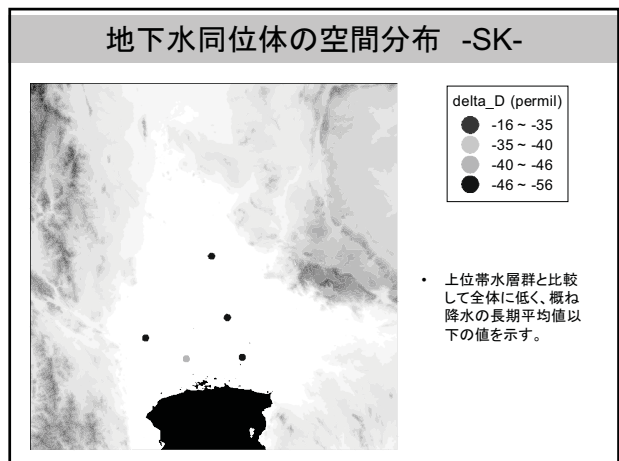 地下水同位体の空間分布 -SK-
delta_D (permil)
-16 ~ -35
-35 ~ -40
-40 ~ -46
-46 ~ -56
• 上位帯水層群と比較
して全体に低く、概ね
降水の長期平均値以
下の値を示す。